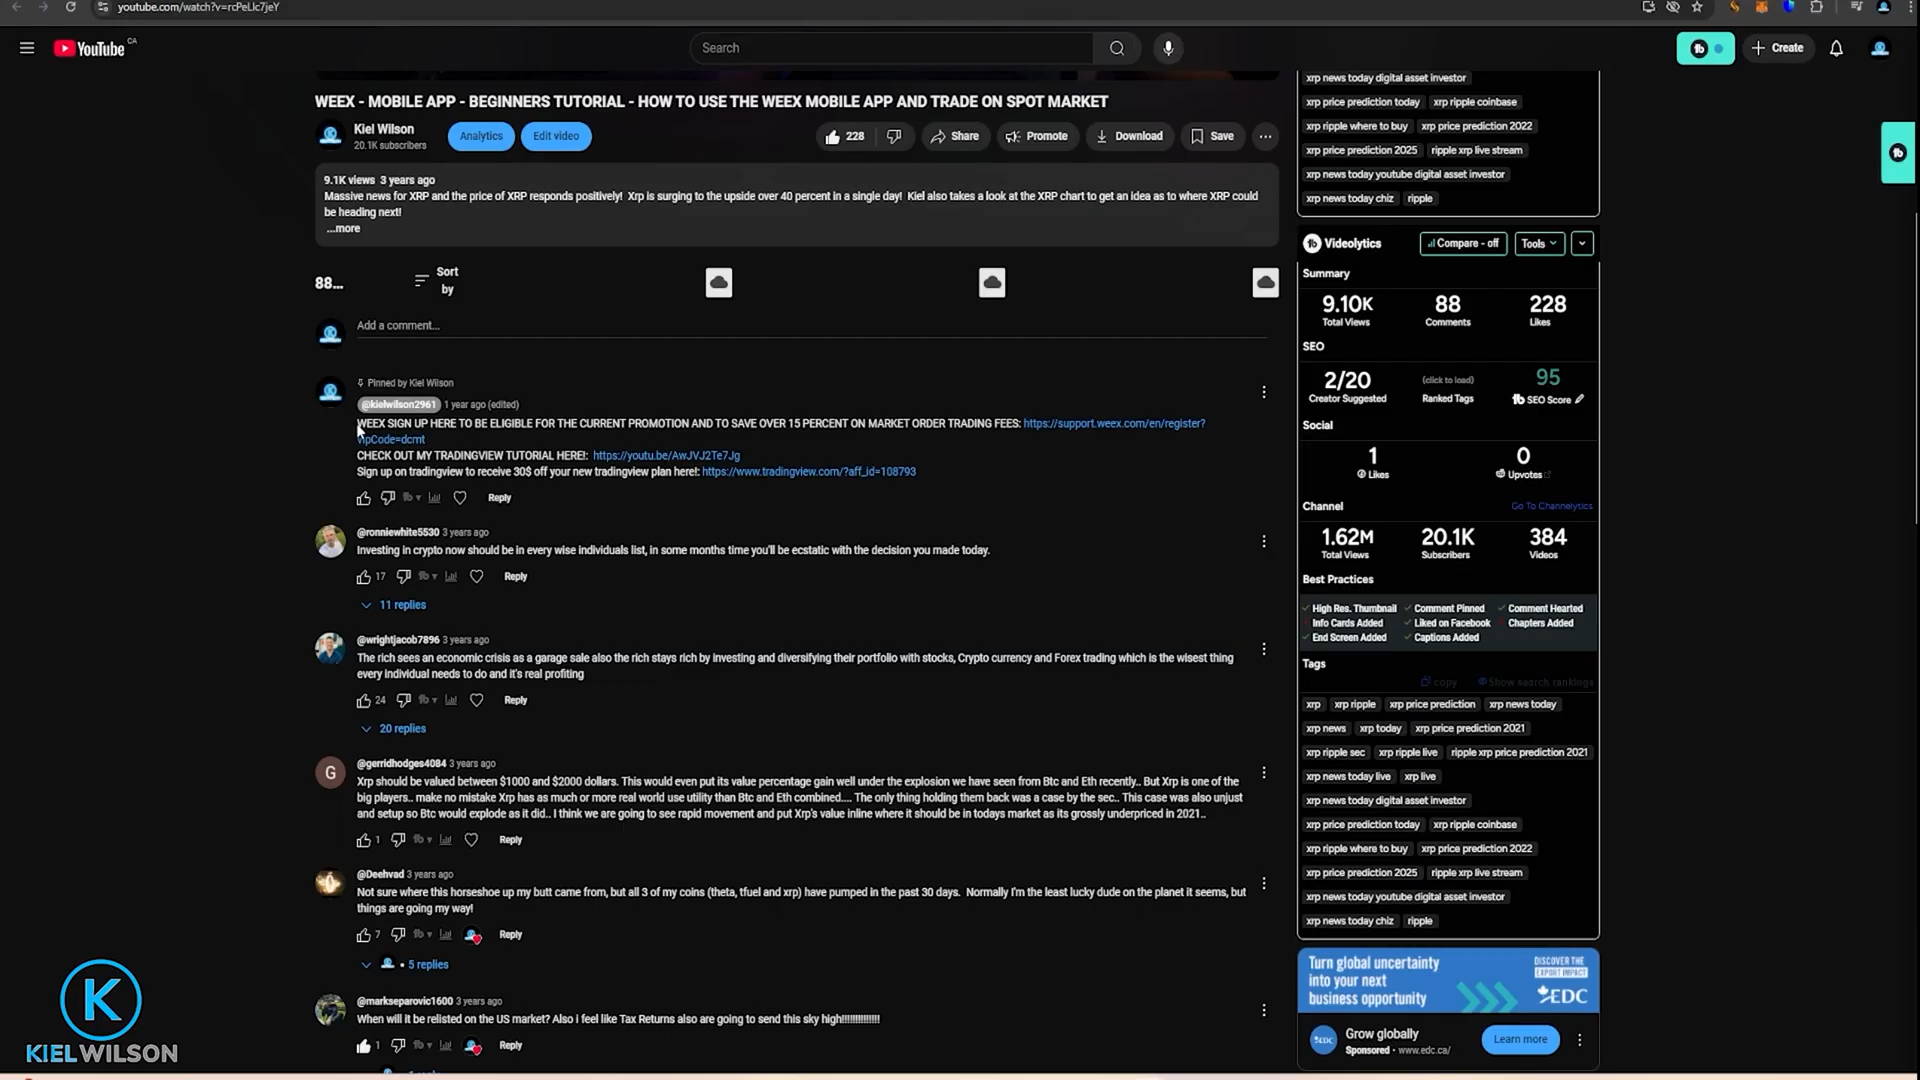 youtube.com/watch?v=rcPeLlc7jeY
YouTube CA
Search
Create
WEEX - MOBILE APP - BEGINNERS TUTORIAL - HOW TO USE THE WEEX MOBILE APP AND TRADE ON SPOT MARKET
Kiel Wilson
20.1K subscribers
Analytics
Edit video
228
Share
Promote
Download
Save
9.1K views 3 years ago
Massive news for XRP and the price of XRP responds positively! Xrp is surging to the upside over 40 percent in a single day! Kiel also takes a look at the XRP chart to get an idea as to where XRP could
be heading next!
...more
88...
Sort
by
Add a comment...
Pinned by Kiel Wilson
@kielwilson2961 1 year ago (edited)
WEEX SIGN UP HERE TO BE ELIGIBLE FOR THE CURRENT PROMOTION AND TO SAVE OVER 15 PERCENT ON MARKET ORDER TRADING FEES: https://support.weex.com/en/register?
vipCode=dcmt
CHECK OUT MY TRADINGVIEW TUTORIAL HERE!: https://youtu.be/AwJVJ2Te7Jg
Sign up on tradingview to receive 30$ off your new tradingview plan here!: https://www.tradingview.com/?aff_id=108793
Reply
@ronniewhite5530 3 years ago
Investing in crypto now should be in every wise individuals list, in some months time you'll be ecstatic with the decision you made today.
17 Reply
11 replies
@wrightjacob7896 3 years ago
The rich sees an economic crisis as a garage sale also the rich stays rich by investing and diversifying their portfolio with stocks, Crypto currency and Forex trading which is the wisest thing
every individual needs to do and it's real profiting
24 Reply
20 replies
G
@gerridhodges4084 3 years ago
Xrp should be valued between $1000 and $2000 dollars. This would even put its value percentage gain well under the explosion we have seen from Btc and Eth recently.. But Xrp is one of the
big players.. make no mistake Xrp has as much or more real world use utility than Btc and Eth combined.... The only thing holding them back was a case by the sec.. This case was also unjust
and setup so Btc would explode as it did.. I think we are going to see rapid movement and put Xrp's value inline where it should be in todays market as its grossly underpriced in 2021..
1 Reply
@Deehvad 3 years ago
Not sure where this horseshoe up my butt came from, but all 3 of my coins (theta, tfuel and xrp) have pumped in the past 30 days. Normally I'm the least lucky dude on the planet it seems, but
things are going my way!
7 Reply
• 5 replies
@markseparovic1600 3 years ago
When will it be relisted on the US market? Also i feel like Tax Returns also are going to send this sky high!!!!!!!!!!!!!!
1 Reply
K
KIELWILSON
xrp news today digital asset investor
xrp price prediction today xrp ripple coinbase
xrp ripple where to buy xrp price prediction 2022
xrp price prediction 2025 ripple xrp live stream
xrp news today youtube digital asset investor
xrp news today chiz ripple
Videolytics
Compare - off
Tools
Summary
9.10K 88 228
Total Views Comments Likes
SEO
2/20 (click to load) 95
Creator Suggested Ranked Tags SEO Score
Social
1 0
Likes Upvotes
Channel Go To Channelytics
1.62M 20.1K 384
Total Views Subscribers Videos
Best Practices
High Res. Thumbnail Comment Pinned Comment Hearted
Info Cards Added Liked on Facebook Chapters Added
End Screen Added Captions Added
Tags
copy Show search rankings
xrp xrp ripple xrp price prediction xrp news today
xrp news xrp today xrp price prediction 2021
xrp ripple sec xrp ripple live ripple xrp price prediction 2021
xrp news today live xrp live
xrp news today digital asset investor
xrp price prediction today xrp ripple coinbase
xrp ripple where to buy xrp price prediction 2022
xrp price prediction 2025 ripple xrp live stream
xrp news today youtube digital asset investor
xrp news today chiz ripple
Turn global uncertainty
into your next
business opportunity
DISCOVER THE
EXPORT IMPACT
EDC
Grow globally
Sponsored · www.edc.ca/
Learn more